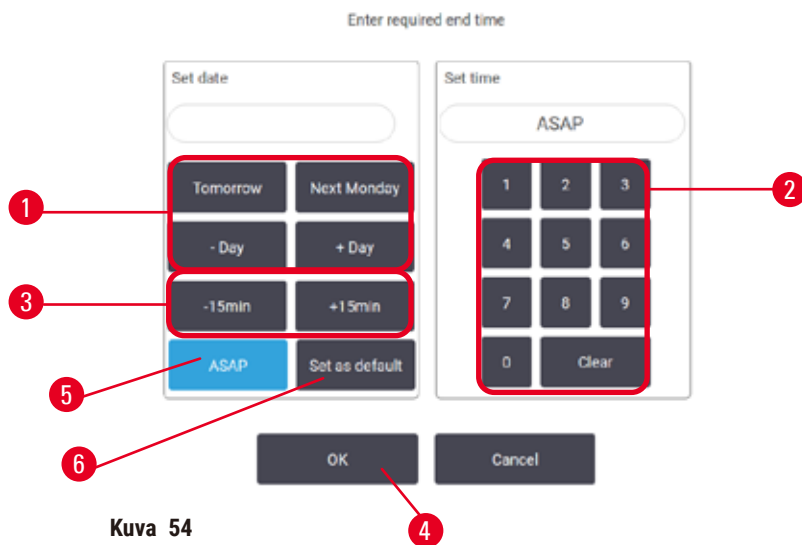 Enter required end time
Set date
Set time
ASAP
Tomorrow
Next Monday
- Day
+ Day
-15min
+15min
ASAP
Set as default
1
2
3
4
5
6
7
8
9
0
Clear
OK
Cancel
1
2
3
5
6
4
Kuva 54